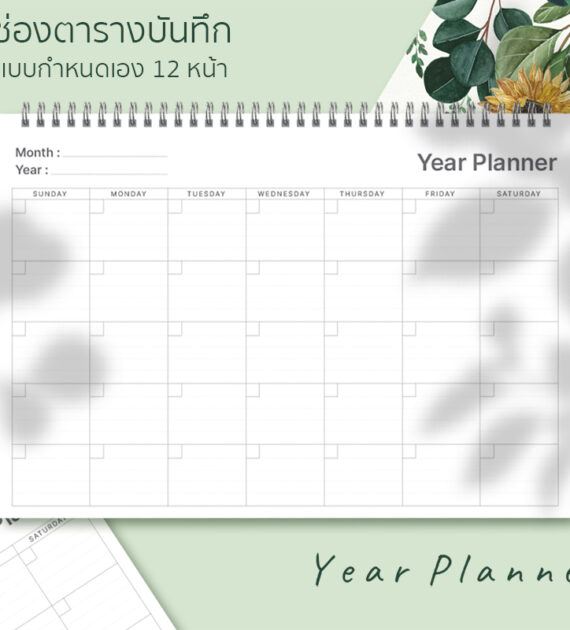 ช่องตารางบันทึก
แบบกำหนดเอง 12 หน้า
Month :
Year :
Year Planner
SUNDAY MONDAY TUESDAY WEDNESDAY THURSDAY FRIDAY SATURDAY
SATURDAY
Year Planne